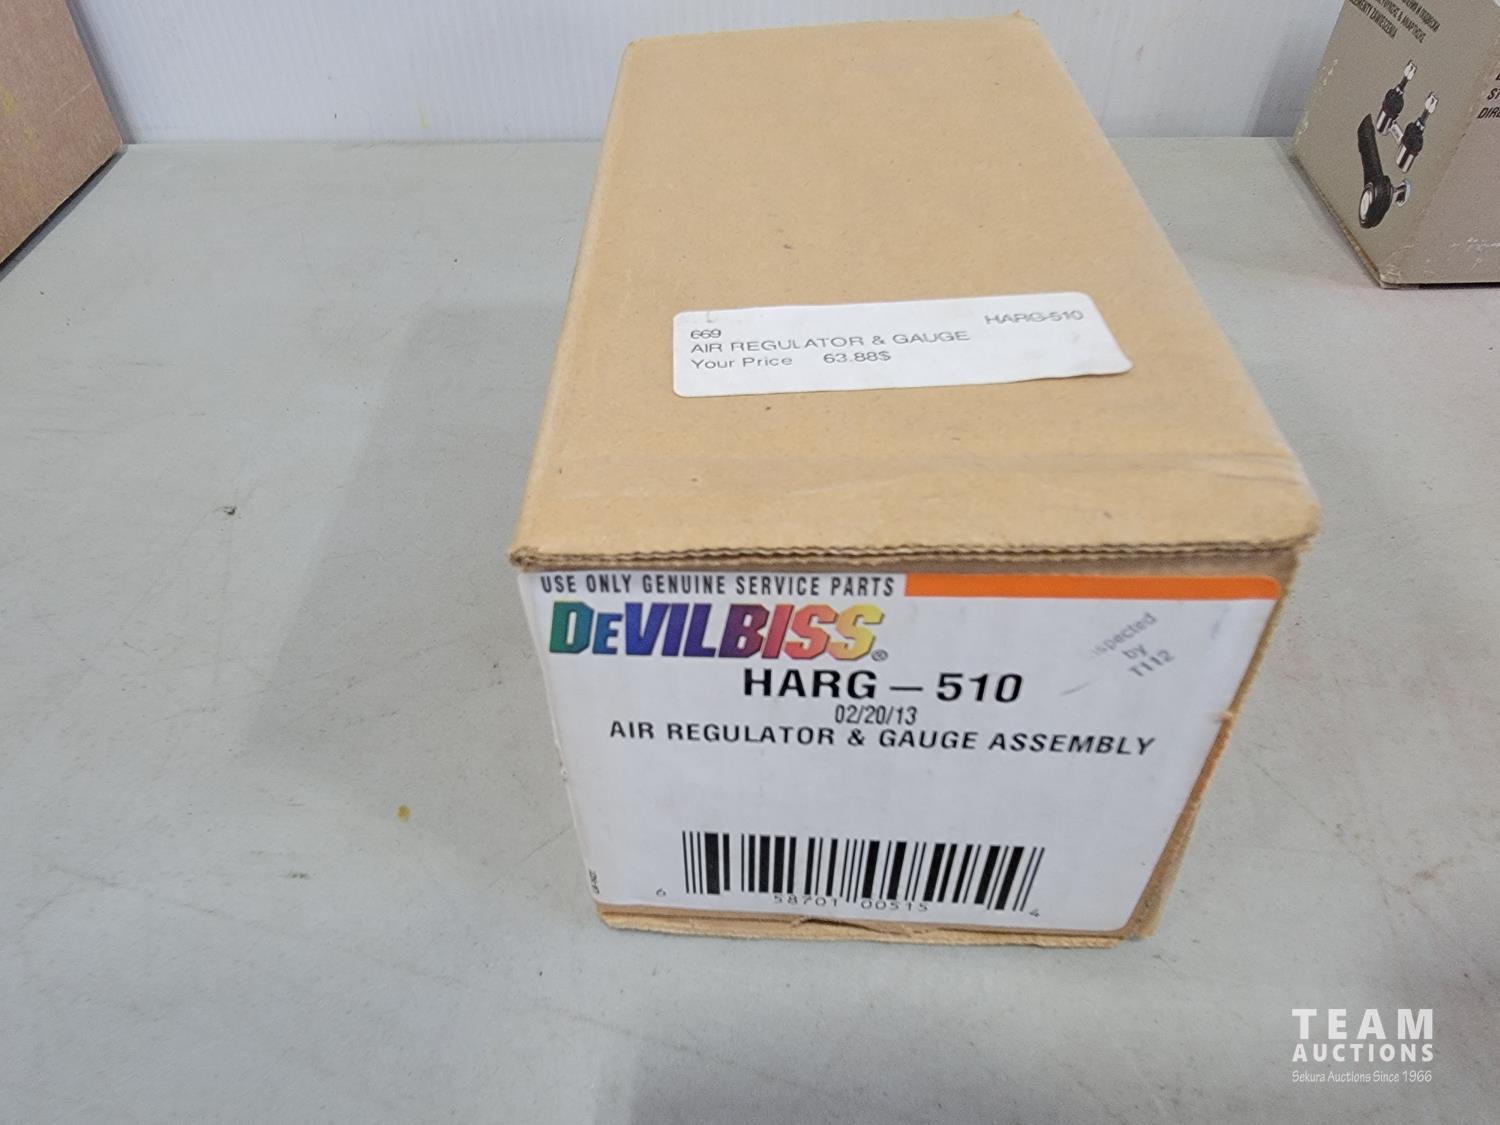 669 HARG-510
AIR REGULATOR & GAUGE
Your Price 63.88$
USE ONLY GENUINE SERVICE PARTS
DEVILBISS®
HARG-510
02/20/13
AIR REGULATOR & GAUGE ASSEMBLY
by
T112
6 58701 00515 4
TEAM
AUCTIONS
Sekura Auctions Since 1966